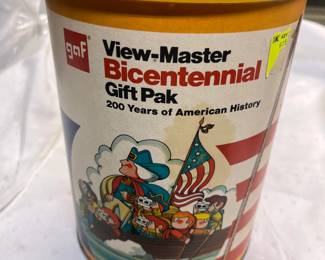 gaf
View-Master
Bicentennial
Gift Pak
200 Years of American History